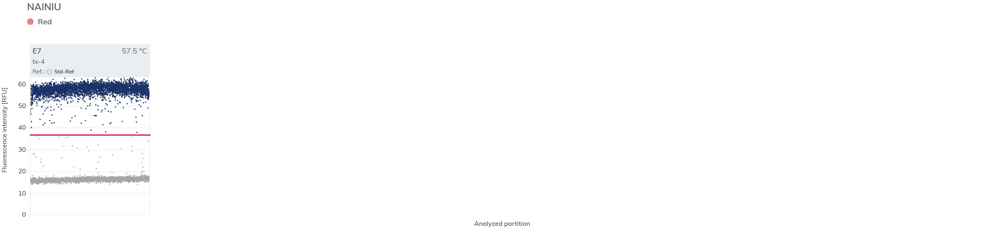 NAINIU
Red
E7 57.5 °C
tx-4
Ref.: Std-Ref
Fluorescence intensity [RFU]
60
50
40
30
20
10
0
Analyzed partition